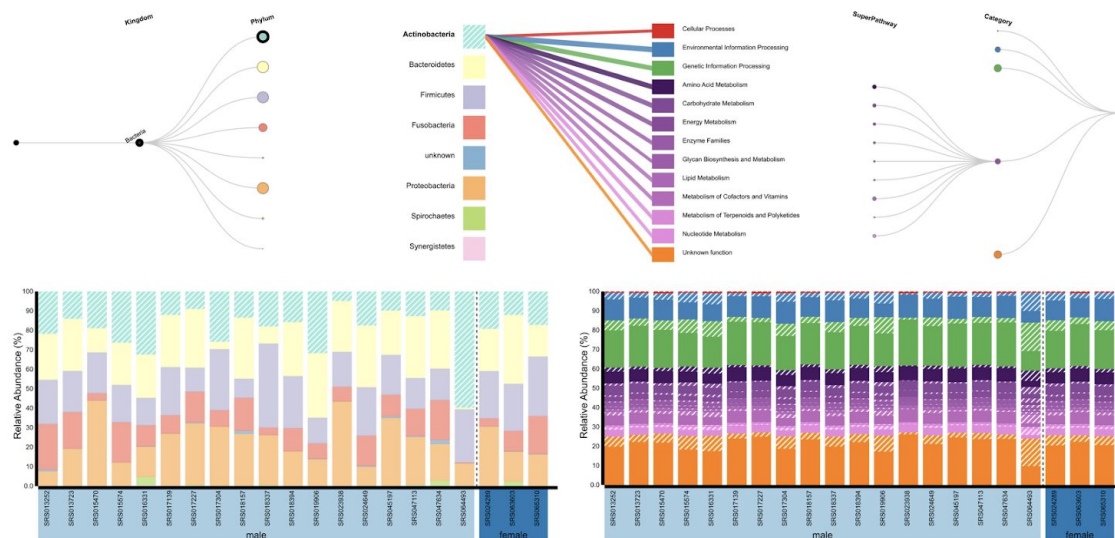 Kingdom
Phylum
Bacteria
Actinobacteria
Bacteroidetes
Firmicutes
Fusobacteria
unknown
Proteobacteria
Spirochaetes
Synergistetes
Cellular Processes
Environmental Information Processing
Genetic Information Processing
Amino Acid Metabolism
Carbohydrate Metabolism
Energy Metabolism
Enzyme Families
Glycan Biosynthesis and Metabolism
Lipid Metabolism
Metabolism of Cofactors and Vitamins
Metabolism of Terpenoids and Polyketides
Nucleotide Metabolism
Unknown function
SuperPathway
Category
Relative Abundance (%)
100
90
80
70
60
50
40
30
20
10
0.0
SRS013252
SRS013723
SRS015470
SRS015574
SRS016331
SRS017139
SRS017227
SRS017304
SRS018157
SRS018337
SRS018394
SRS019906
SRS023938
SRS024649
SRS045197
SRS047113
SRS047634
SRS064493
SRS024289
SRS063603
SRS065310
male
female
Relative Abundance (%)
100
90
80
70
60
50
40
30
20
10
0.0
SRS013252
SRS013723
SRS015470
SRS015574
SRS016331
SRS017139
SRS017227
SRS017304
SRS018157
SRS018337
SRS018394
SRS019906
SRS023938
SRS024649
SRS045197
SRS047113
SRS047634
SRS064493
SRS024289
SRS063603
SRS065310
male
female